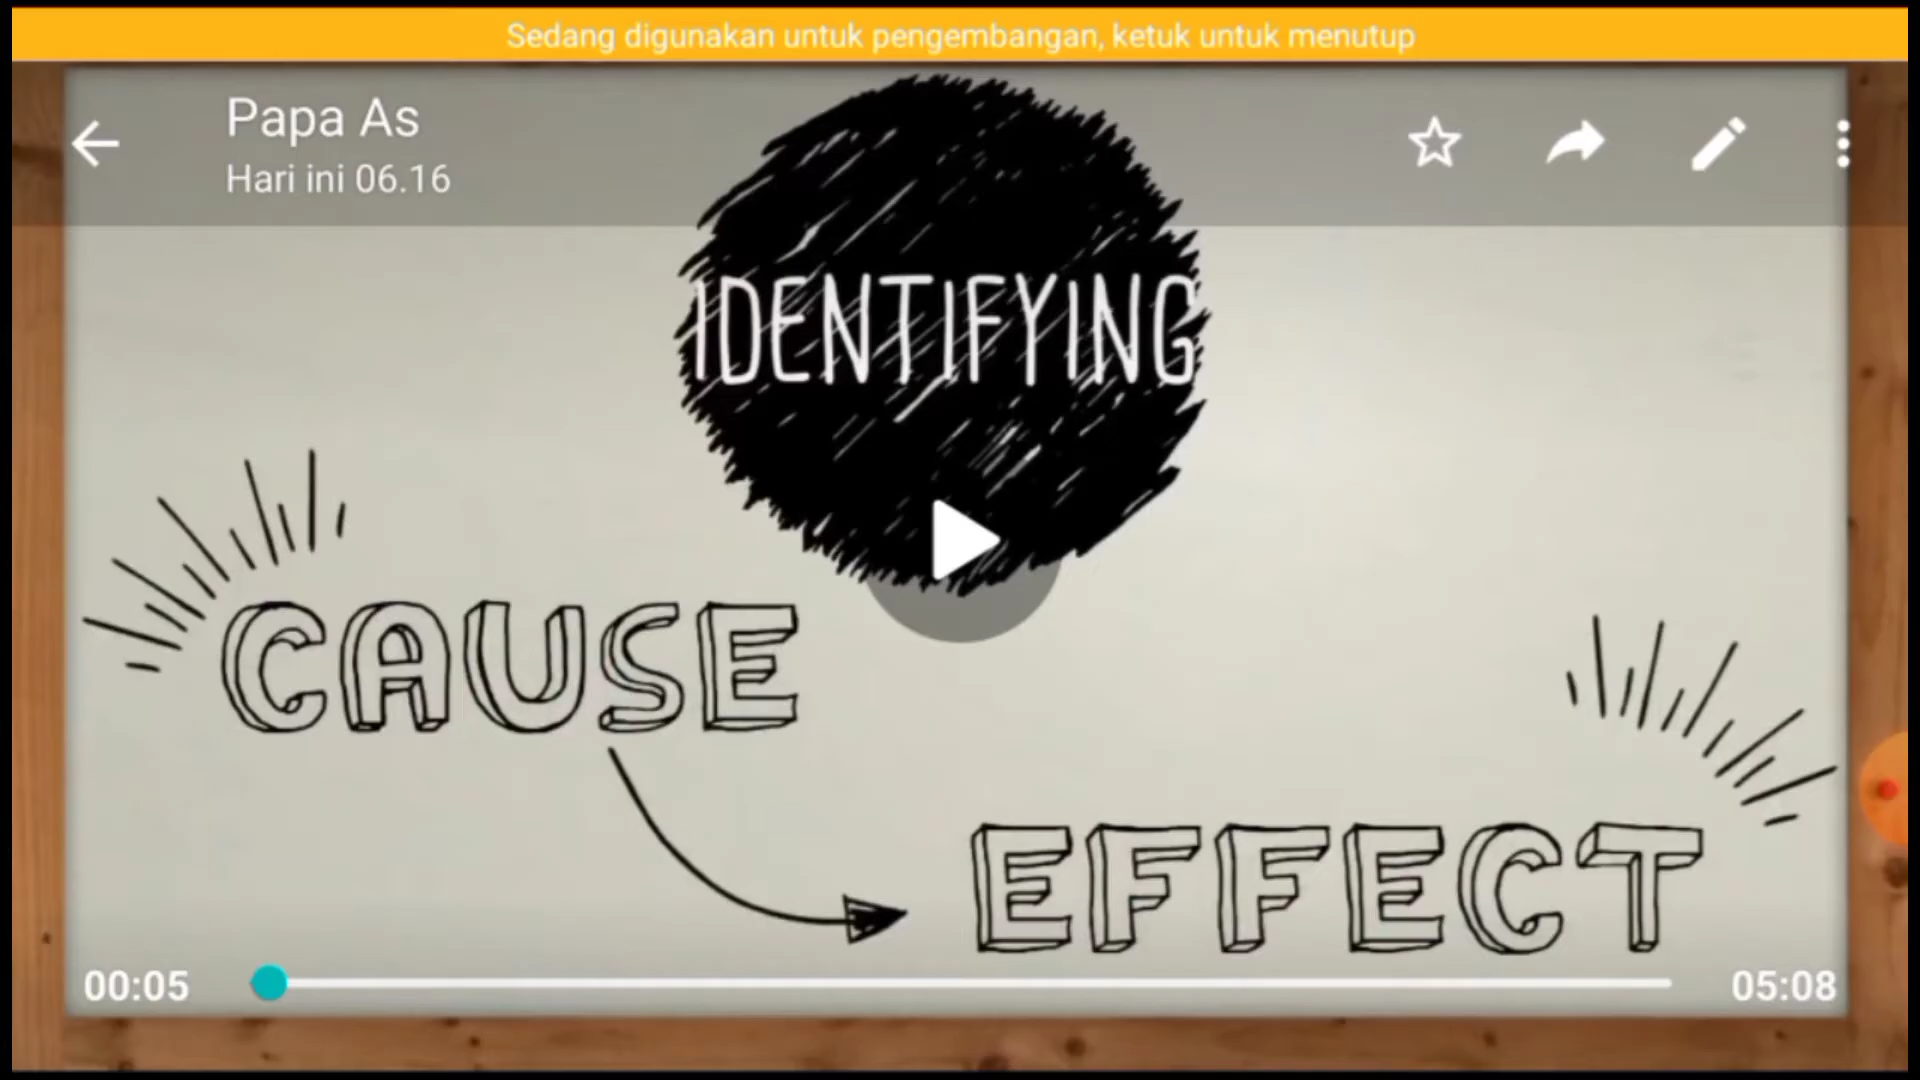 Sedang digunakan untuk pengembangan, ketuk untuk menutup
Papa As
Hari ini 06.16
IDENTIFYING
CAUSE
EFFECT
00:05
05:08